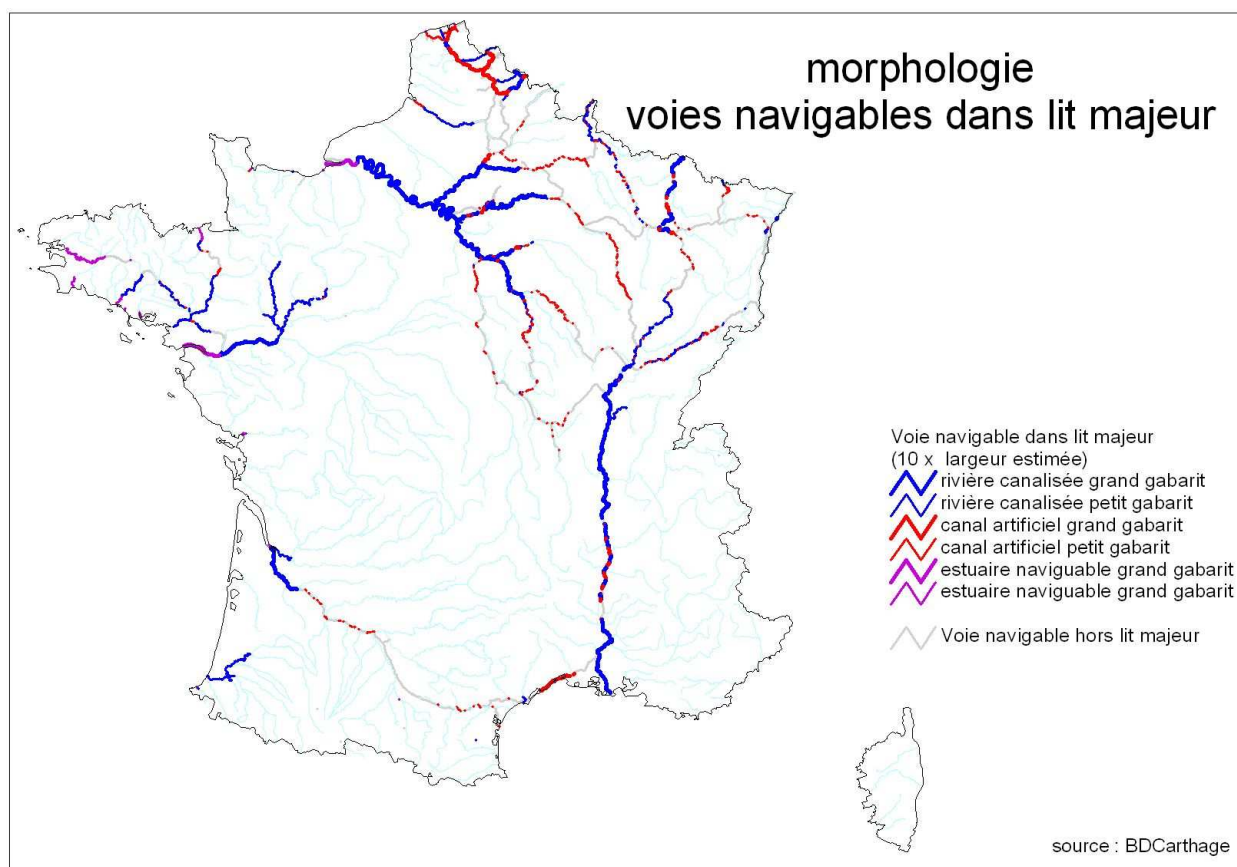 morphologie
voies navigables dans lit majeur
Voie navigable dans lit majeur
(10 x largeur estimée)
rivière canalisée grand gabarit
rivière canalisée petit gabarit
canal artificiel grand gabarit
canal artificiel petit gabarit
estuaire naviguable grand gabarit
estuaire naviguable grand gabarit
Voie navigable hors lit majeur
source : BDCarthage